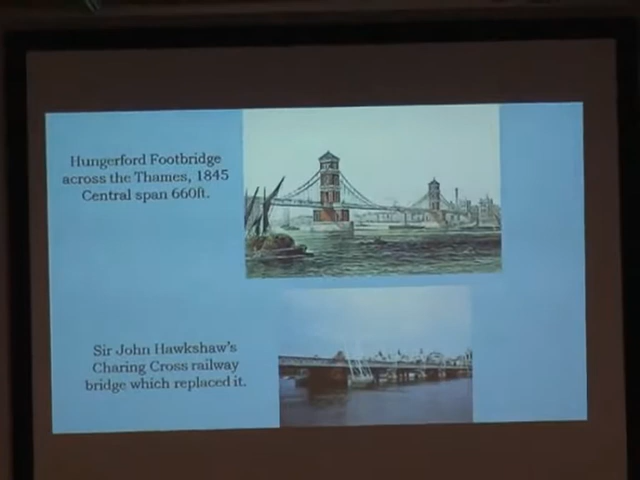 Hungerford Footbridge
across the Thames, 1845
Central span 660ft.
Sir John Hawkshaw's
Charing Cross railway
bridge which replaced it.